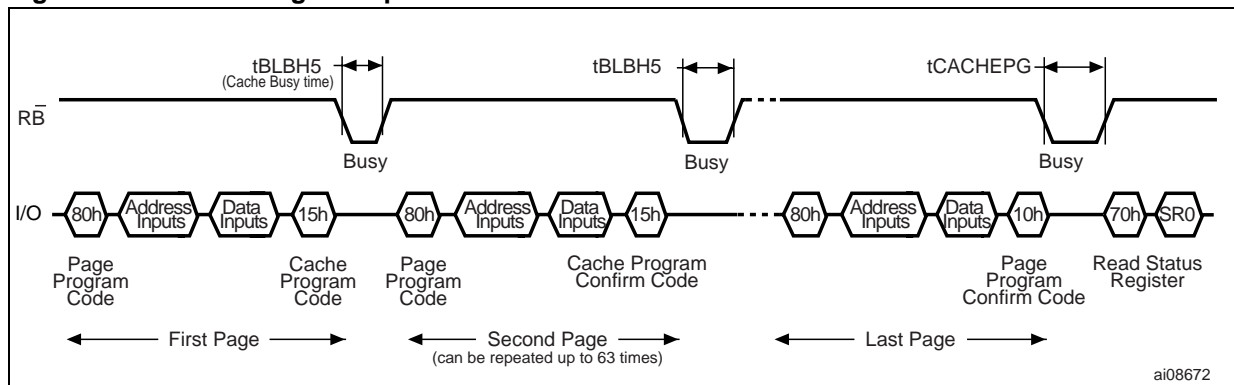 tBLBH5
(Cache Busy time)
tBLBH5
tCACHEPG
RB̅
Busy
Busy
Busy
I/O
80h
Address
Inputs
Data
Inputs
15h
80h
Address
Inputs
Data
Inputs
15h
80h
Address
Inputs
Data
Inputs
10h
70h
SR0
Page
Program
Code
Cache
Program
Code
Page
Program
Code
Cache Program
Confirm Code
Page
Program
Confirm Code
Read Status
Register
First Page
Second Page
(can be repeated up to 63 times)
Last Page
ai08672